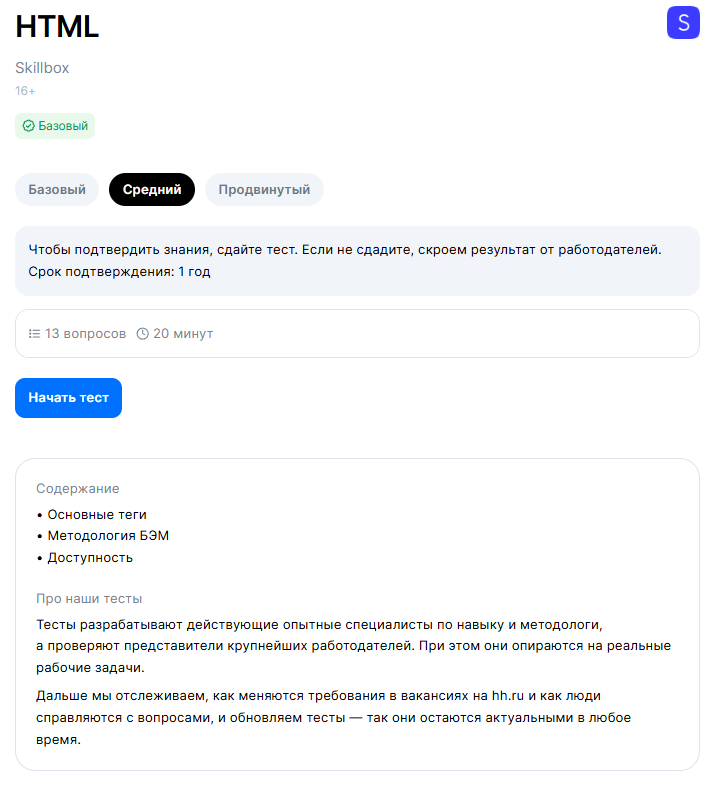 HTML
S
Skillbox
16+
Базовый
Базовый Средний Продвинутый
Чтобы подтвердить знания, сдайте тест. Если не сдадите, скроем результат от работодателей.
Срок подтверждения: 1 год
13 вопросов 20 минут
Начать тест
Содержание
• Основные теги
• Методология БЭМ
• Доступность
Про наши тесты
Тесты разрабатывают действующие опытные специалисты по навыку и методологи,
а проверяют представители крупнейших работодателей. При этом они опираются на реальные
рабочие задачи.
Дальше мы отслеживаем, как меняются требования в вакансиях на hh.ru и как люди
справляются с вопросами, и обновляем тесты — так они остаются актуальными в любое
время.